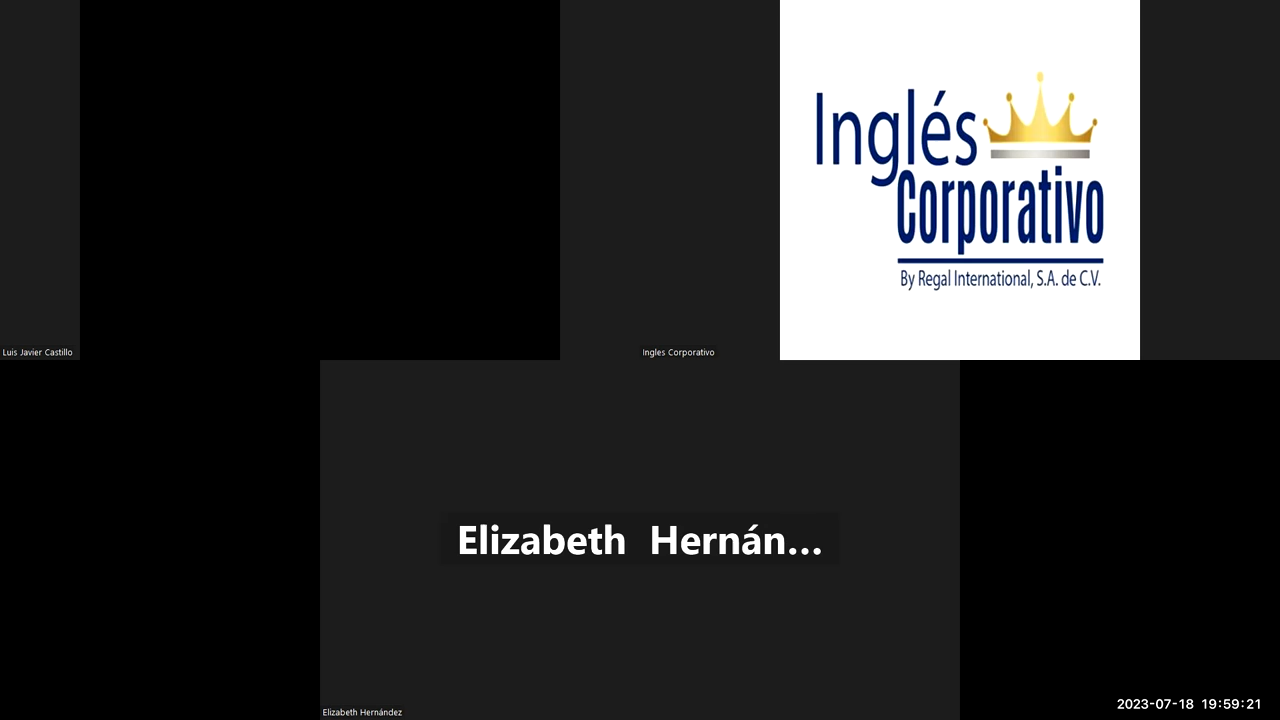 Inglés
Corporativo
By Regal International, S.A. de C.V.
Luis Javier Castillo
Ingles Corporativo
Elizabeth Hernán...
Elizabeth Hernández
2023-07-18 19:59:21